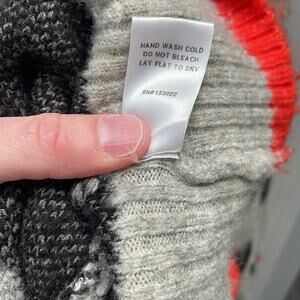 HAND WASH COLD
DO NOT BLEACH
LAY FLAT TO DRY
RN#153922